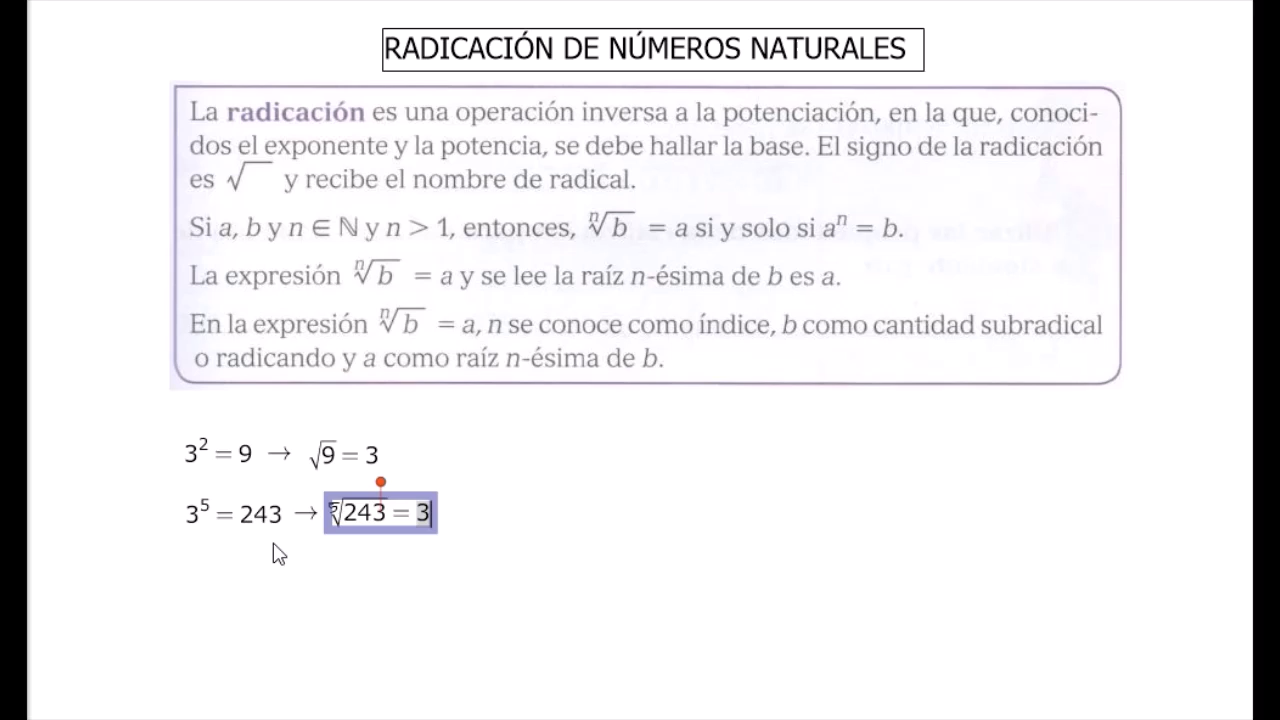 RADICACIÓN DE NÚMEROS NATURALES
La radicación es una operación inversa a la potenciación, en la que, conoci-
dos el exponente y la potencia, se debe hallar la base. El signo de la radicación
es √ y recibe el nombre de radical.
Si a, b y n ∈ ℕ y n > 1, entonces, ⁿ√b = a si y solo si aⁿ = b.
La expresión ⁿ√b = a y se lee la raíz n-ésima de b es a.
En la expresión ⁿ√b = a, n se conoce como índice, b como cantidad subradical
o radicando y a como raíz n-ésima de b.
3² = 9 → √9 = 3
3⁵ = 243 → ⁵√243 = 3